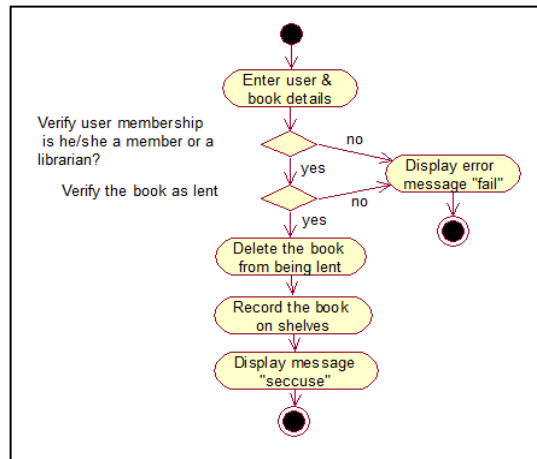 Enter user &
book details
Verify user membership
is he/she a member or a
librarian?
no
yes
Display error
message "fail"
Verify the book as lent
no
yes
Delete the book
from being lent
Record the book
on shelves
Display message
"seccuse"